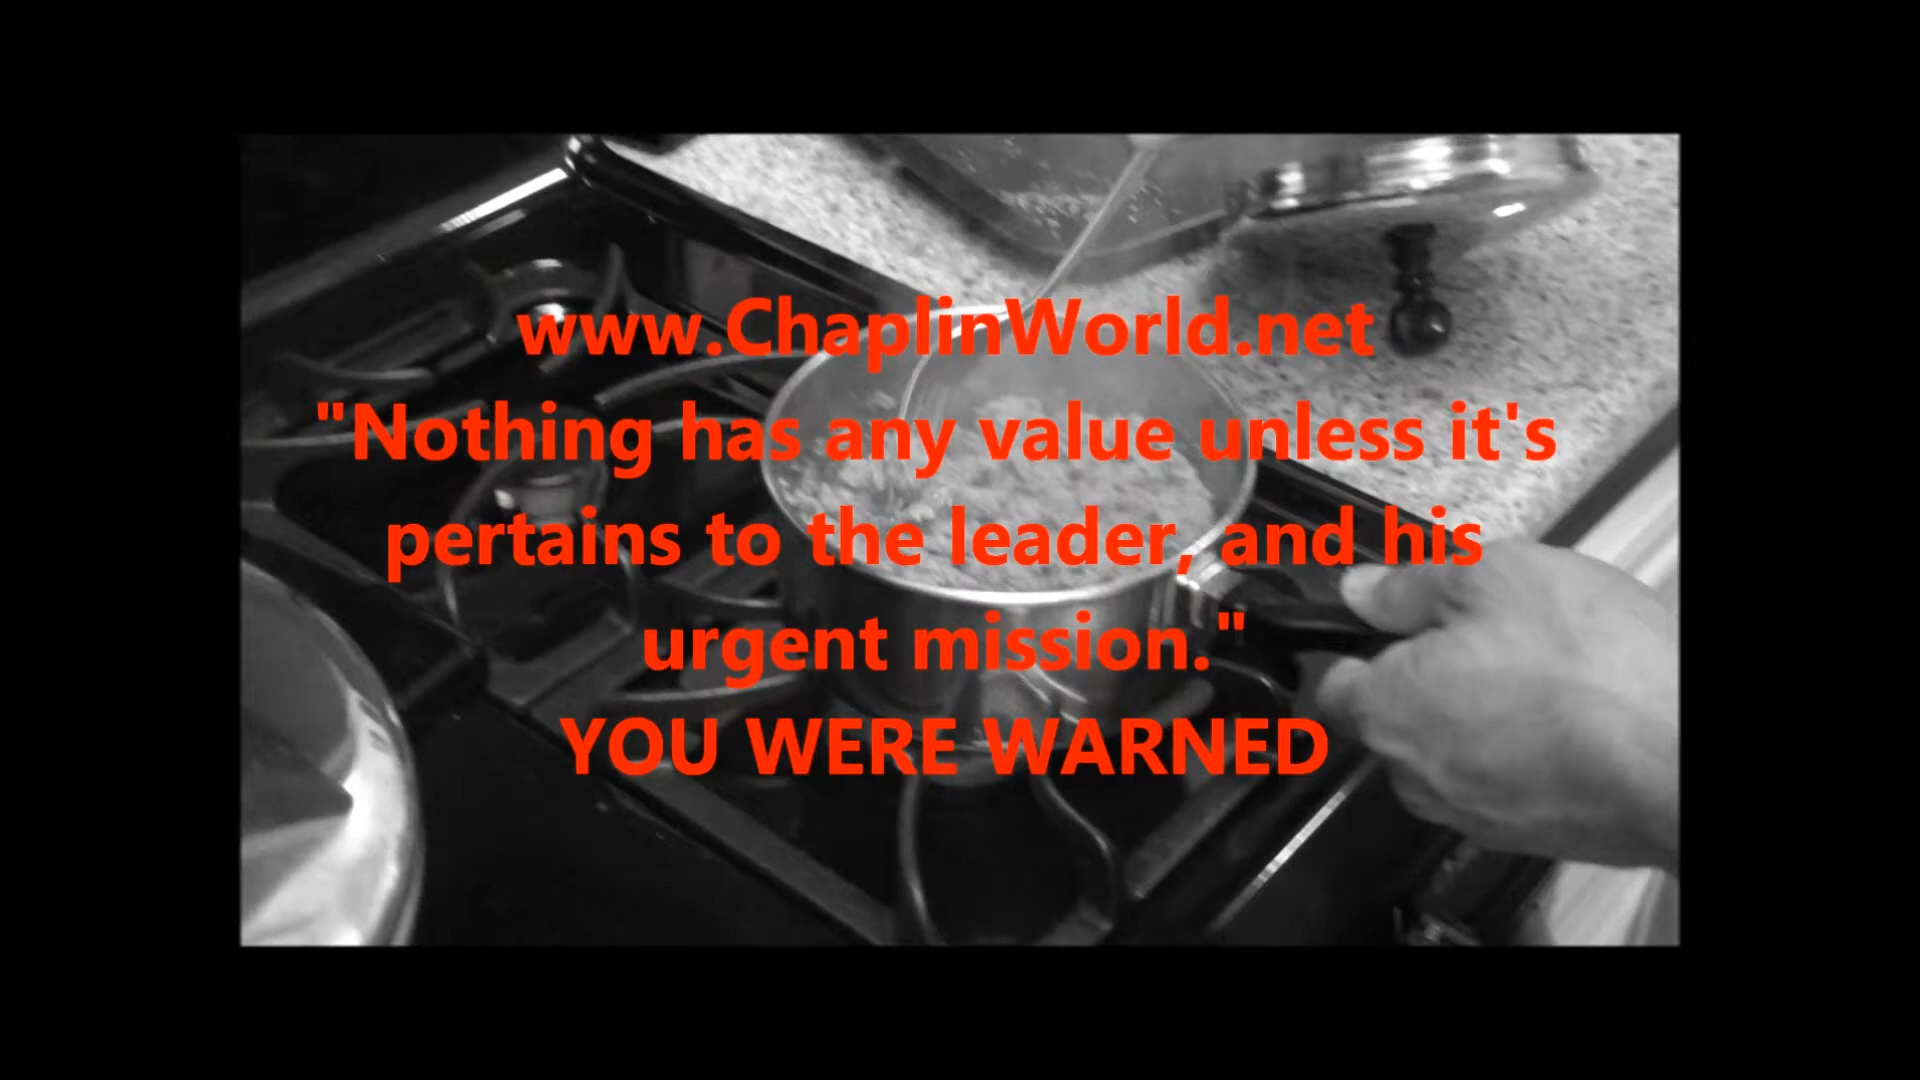 www.ChaplinWorld.net
"Nothing has any value unless it's
pertains to the leader, and his
urgent mission."
YOU WERE WARNED